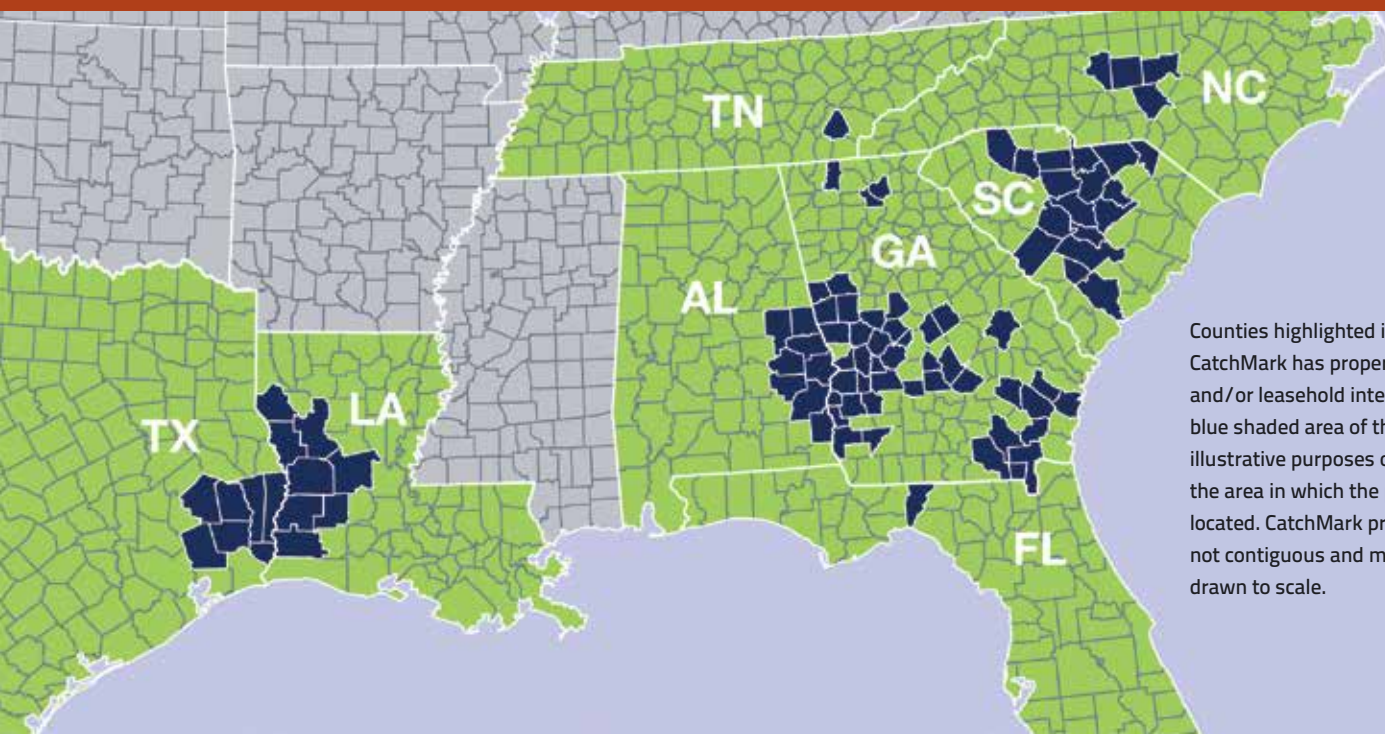 TN
NC
SC
GA
AL
LA
TX
FL
Counties highlighted i
CatchMark has proper
and/or leasehold inte
blue shaded area of th
illustrative purposes o
the area in which the
located. CatchMark pr
not contiguous and m
drawn to scale.